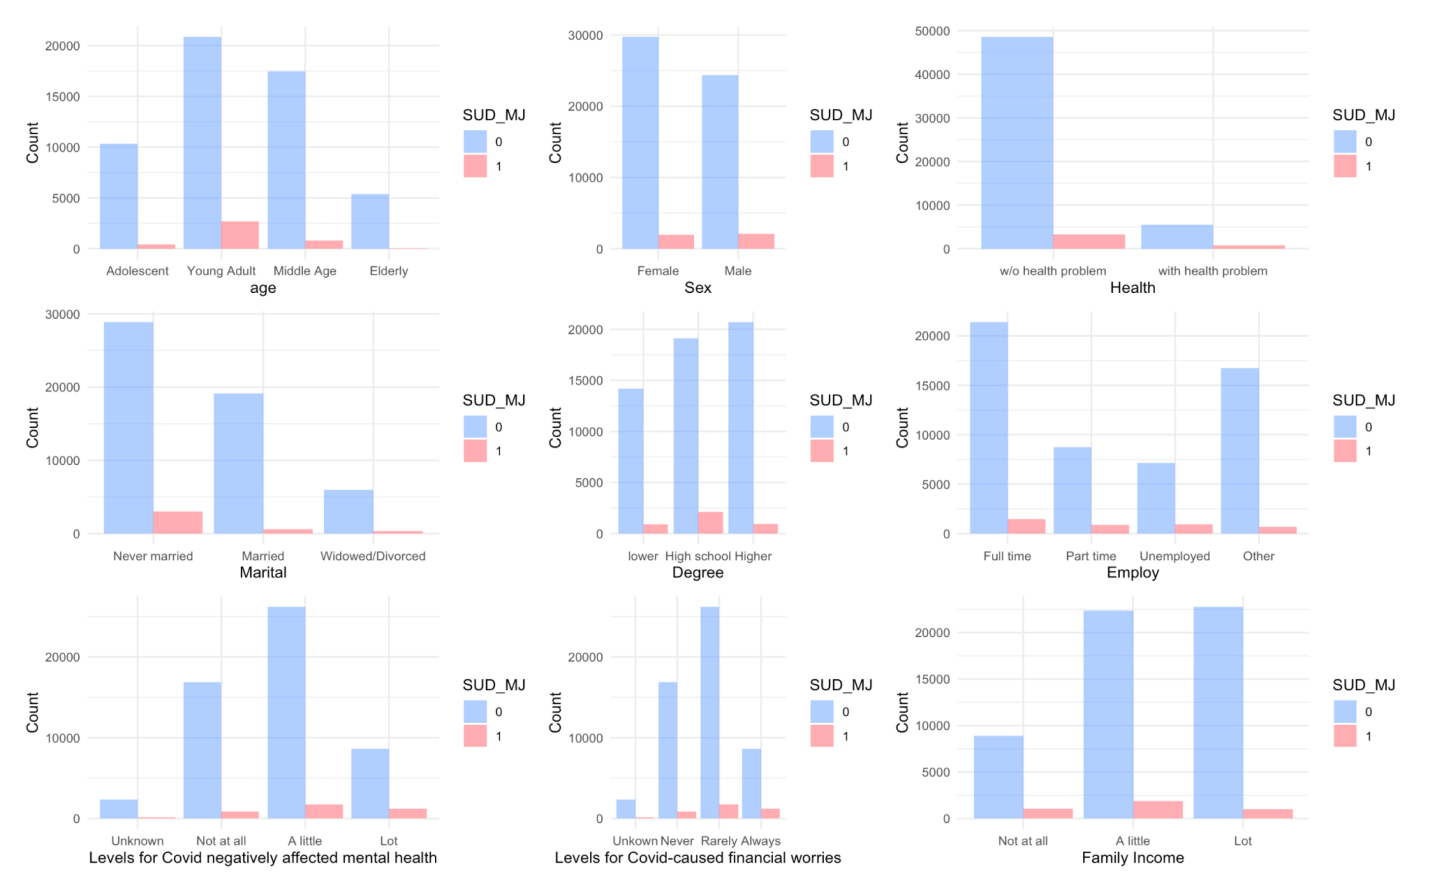 Count
20000
15000
10000
5000
0
Adolescent Young Adult Middle Age Elderly
age
SUD_MJ
0
1
Count
30000
20000
10000
0
Female Male
Sex
SUD_MJ
0
1
Count
50000
40000
30000
20000
10000
0
w/o health problem with health problem
Health
SUD_MJ
0
1
Count
30000
20000
10000
0
Never married Married Widowed/Divorced
Marital
SUD_MJ
0
1
Count
20000
15000
10000
5000
0
lower High school Higher
Degree
SUD_MJ
0
1
Count
20000
15000
10000
5000
0
Full time Part time Unemployed Other
Employ
SUD_MJ
0
1
Count
20000
10000
0
Unknown Not at all A little Lot
Levels for Covid negatively affected mental health
SUD_MJ
0
1
Count
20000
10000
0
Unkown Never Rarely Always
Levels for Covid-caused financial worries
SUD_MJ
0
1
Count
20000
15000
10000
5000
0
Not at all A little Lot
Family Income
SUD_MJ
0
1